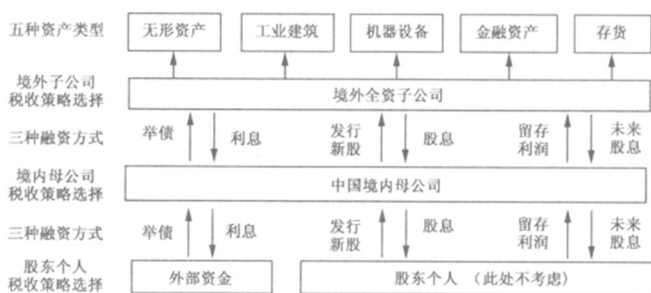 五种资产类型
无形资产
工业建筑
机器设备
金融资产
存货
境外子公司
税收策略选择
境外全资子公司
三种融资方式
举债
利息
发行
新股
股息
留存
利润
未来
股息
境内母公司
税收策略选择
中国境内母公司
三种融资方式
举债
利息
发行
新股
股息
留存
利润
未来
股息
股东个人
税收策略选择
外部资金
股东个人 (此处不考虑)